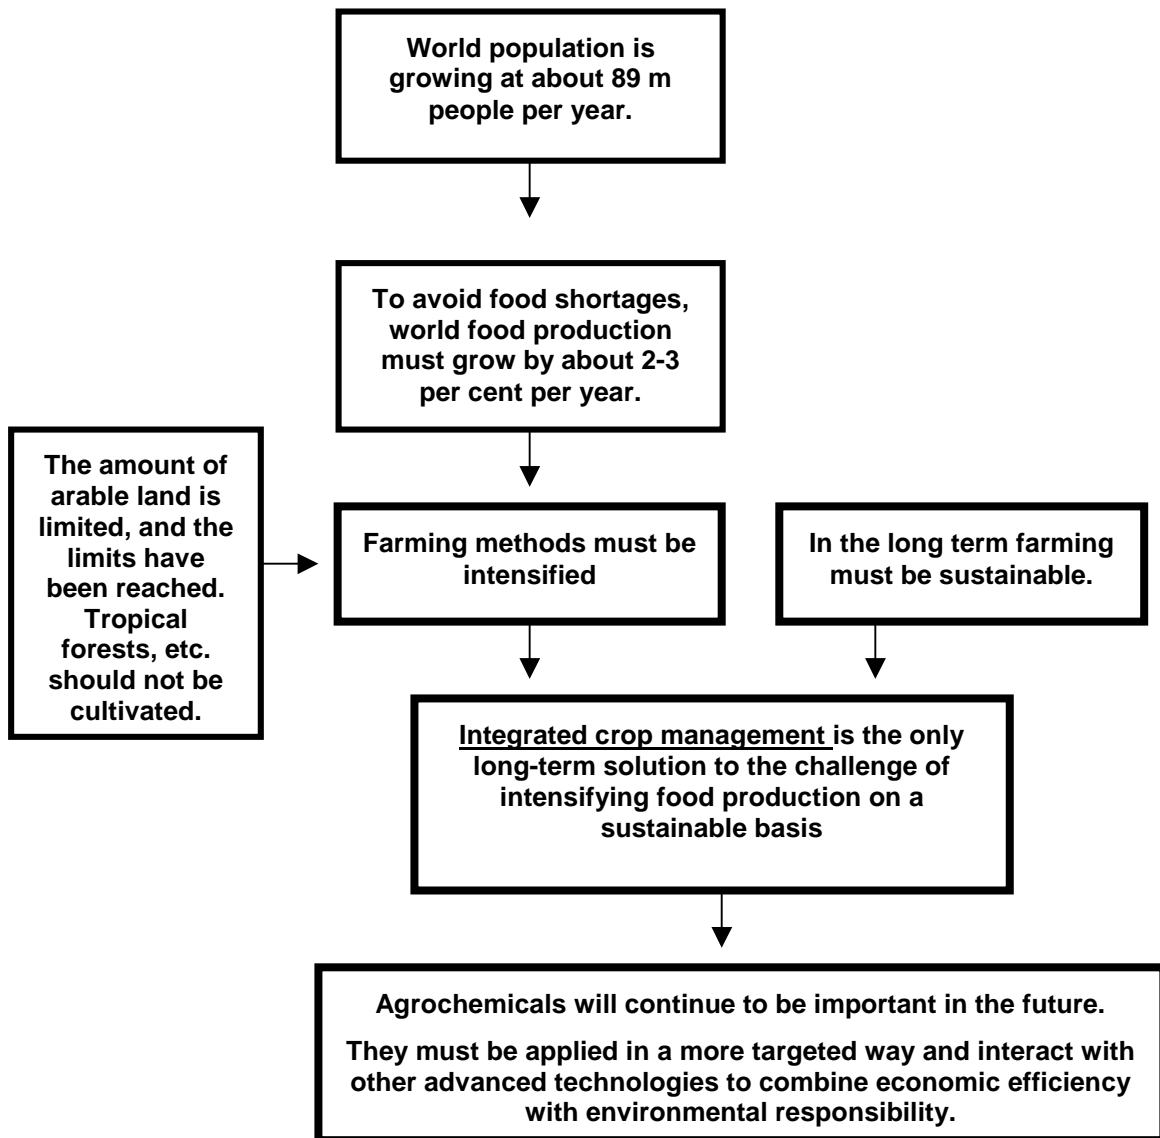 World population is
growing at about 89 m
people per year.
To avoid food shortages,
world food production
must grow by about 2-3
per cent per year.
The amount of
arable land is
limited, and the
limits have
been reached.
Tropical
forests, etc.
should not be
cultivated.
Farming methods must be
intensified
In the long term farming
must be sustainable.
Integrated crop management is the only
long-term solution to the challenge of
intensifying food production on a
sustainable basis
Agrochemicals will continue to be important in the future.
They must be applied in a more targeted way and interact with
other advanced technologies to combine economic efficiency
with environmental responsibility.